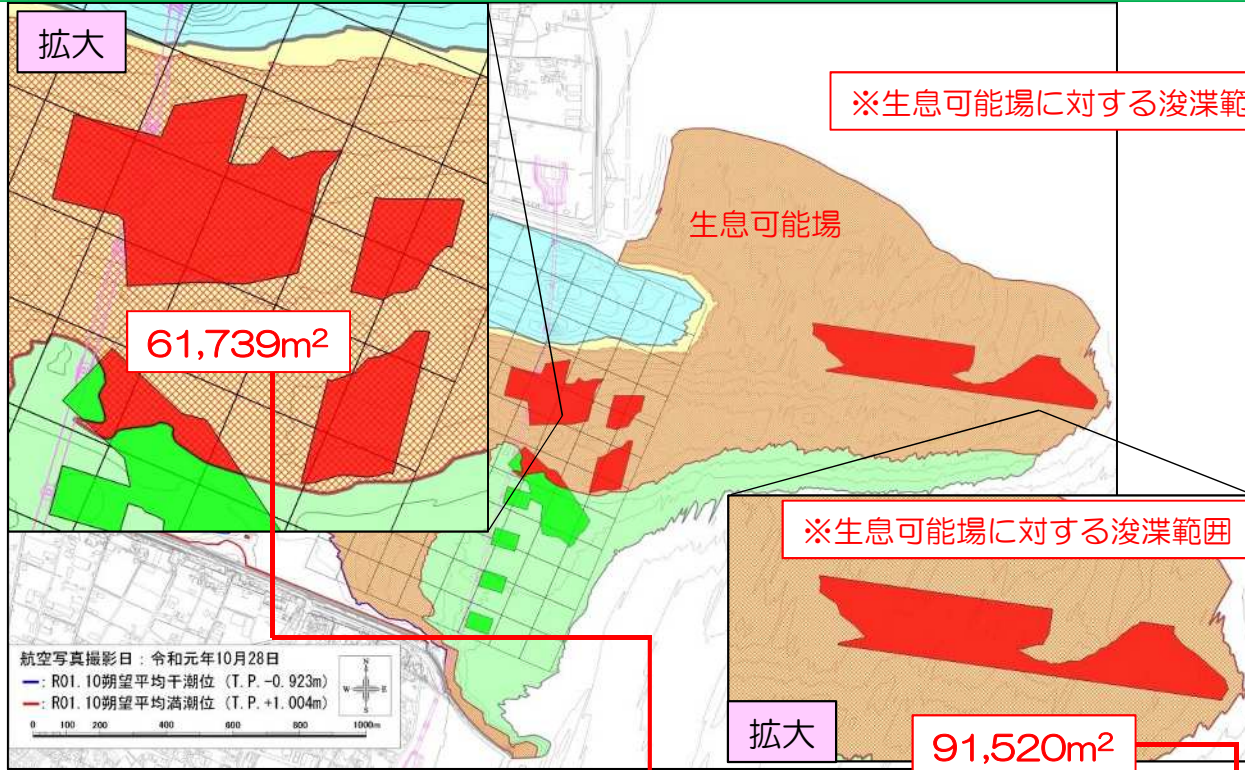 拡大
※生息可能場に対する浚渫範
生息可能場
61,739m²
※生息可能場に対する浚渫範囲
航空写真撮影日：令和元年10月28日
：R01.10朔望平均干潮位（T.P.-0.923m）
：R01.10朔望平均満潮位（T.P.+1.004m）
N
W E
S
0 100 200 400 600 800 1000m
拡大
91,520m²